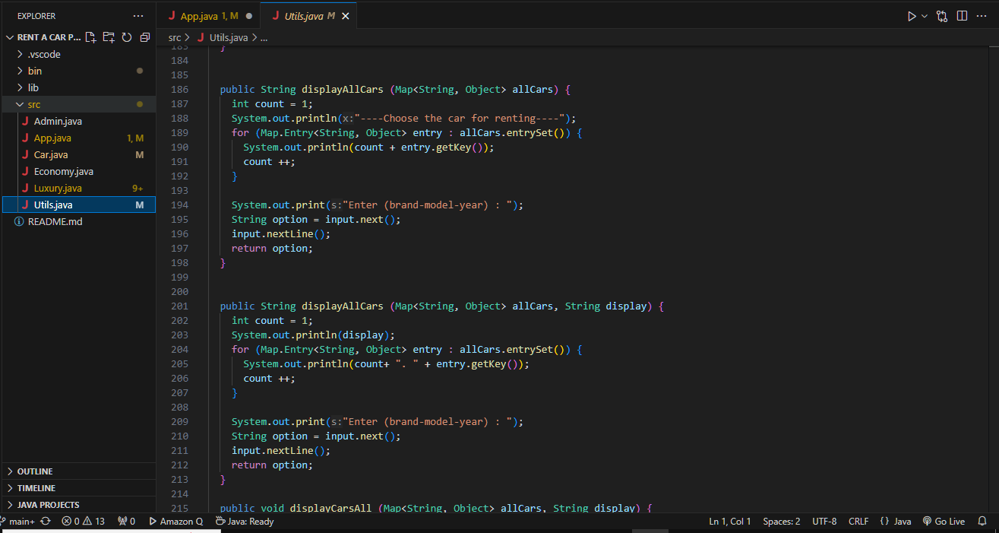 EXPLORER
App.java 1, M
Utils.java M
RENT A CAR P...
src > Utils.java > ...
.vscode
bin
lib
src
Admin.java
App.java 1, M
Car.java M
Economy.java
Luxury.java 9+
Utils.java M
README.md
OUTLINE
TIMELINE
JAVA PROJECTS
183 }
184
185
186 public String displayAllCars (Map<String, Object> allCars) {
187 int count = 1;
188 System.out.println(x:"----Choose the car for renting----");
189 for (Map.Entry<String, Object> entry : allCars.entrySet()) {
190 System.out.println(count + entry.getKey());
191 count ++;
192 }
193
194 System.out.print(s:"Enter (brand-model-year) : ");
195 String option = input.next();
196 input.nextLine();
197 return option;
198 }
199
200
201 public String displayAllCars (Map<String, Object> allCars, String display) {
202 int count = 1;
203 System.out.println(display);
204 for (Map.Entry<String, Object> entry : allCars.entrySet()) {
205 System.out.println(count+ ". " + entry.getKey());
206 count ++;
207 }
208
209 System.out.print(s:"Enter (brand-model-year) : ");
210 String option = input.next();
211 input.nextLine();
212 return option;
213 }
214
215 public void displayCarsAll (Map<String, Object> allCars, String display) {
main+ 0 13 0 Amazon Q Java: Ready Ln 1, Col 1 Spaces: 2 UTF-8 CRLF {} Java Go Live